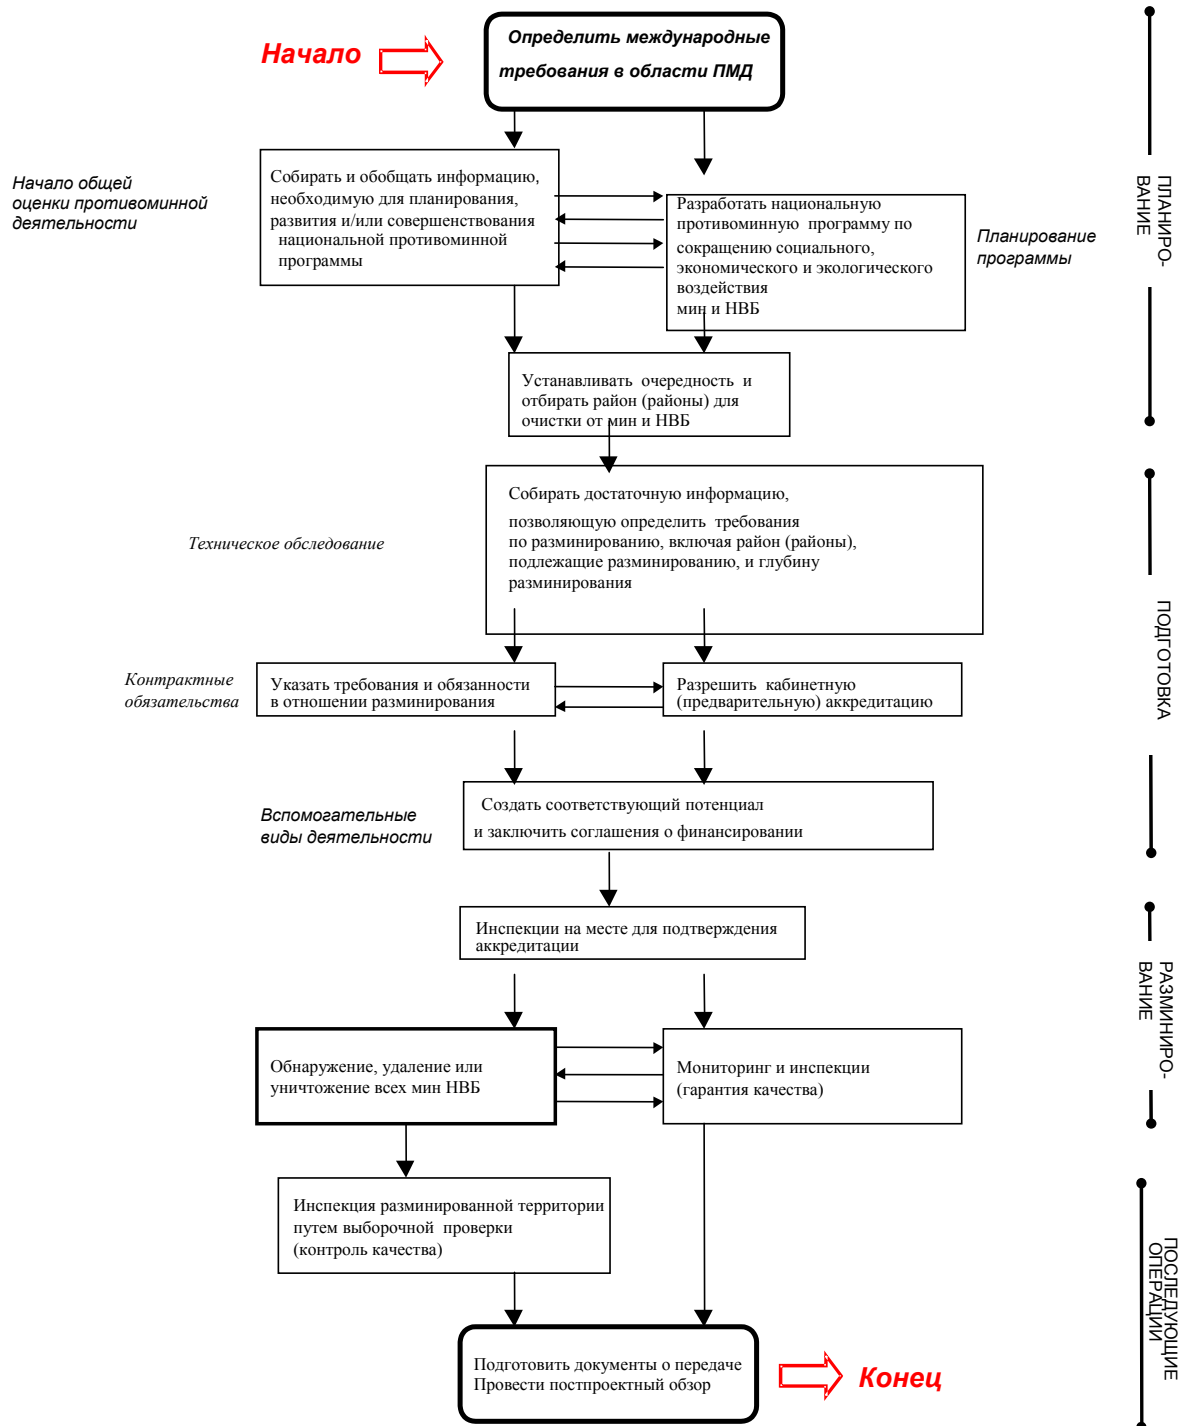 Начало
Определить международные
требования в области ПМД
Начало общей
оценки противоминной
деятельности
Собирать и обобщать информацию,
необходимую для планирования,
развития и/или совершенствования
национальной противоминной
программы
Разработать национальную
противоминную программу по
сокращению социального,
экономического и экологического
воздействия
мин и НВБ
Планирование
программы
ПЛАНИРО-
ВАНИЕ
Устанавливать очередность и
отбирать район (районы) для
очистки от мин и НВБ
Техническое обследование
Собирать достаточную информацию,
позволяющую определить требования
по разминированию, включая район (районы),
подлежащие разминированию, и глубину
разминирования
ПОДГОТОВКА
Контрактные
обязательства
Указать требования и обязанности
в отношении разминирования
Разрешить кабинетную
(предварительную) аккредитацию
Вспомогательные
виды деятельности
Создать соответствующий потенциал
и заключить соглашения о финансировании
Инспекции на месте для подтверждения
аккредитации
РАЗМИНИРО-
ВАНИЕ
Обнаружение, удаление или
уничтожение всех мин НВБ
Мониторинг и инспекции
(гарантия качества)
Инспекция разминированной территории
путем выборочной проверки
(контроль качества)
ПОСЛЕДУЮЩИЕ
ОПЕРАЦИИ
Подготовить документы о передаче
Провести постпроектный обзор
Конец